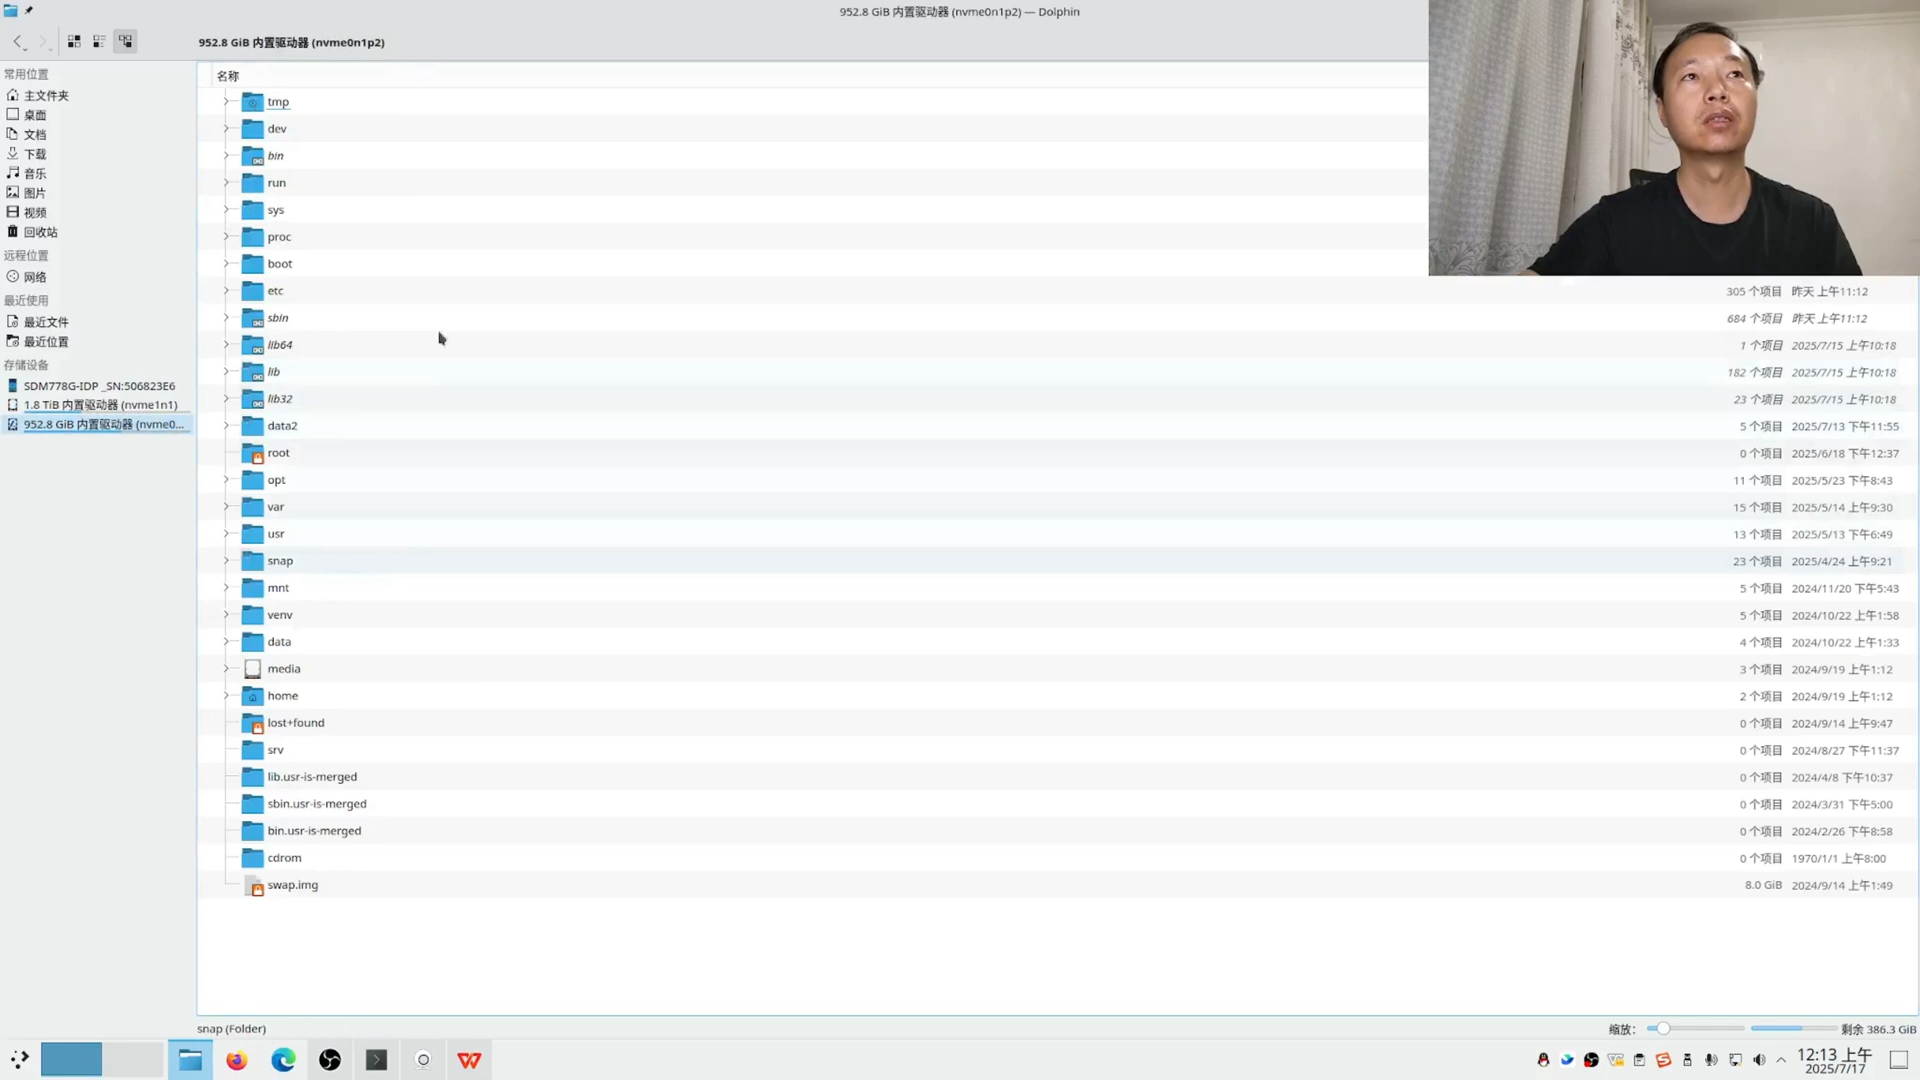 952.8 GiB 内置驱动器 (nvme0n1p2) — Dolphin
952.8 GiB 内置驱动器 (nvme0n1p2)
常用位置
主文件夹
桌面
文档
下载
音乐
图片
视频
回收站
远程位置
网络
最近使用
最近文件
最近位置
存储设备
SDM778G-IDP _SN:506823E6
1.8 TiB 内置驱动器 (nvme1n1)
952.8 GiB 内置驱动器 (nvme0...
名称
tmp
dev
bin
run
sys
proc
boot
etc 305 个项目 昨天 上午11:12
sbin 684 个项目 昨天 上午11:12
lib64 1 个项目 2025/7/15 上午10:18
lib 182 个项目 2025/7/15 上午10:18
lib32 23 个项目 2025/7/15 上午10:18
data2 5 个项目 2025/7/13 下午11:55
root 0 个项目 2025/6/18 下午12:37
opt 11 个项目 2025/5/23 下午8:43
var 15 个项目 2025/5/14 上午9:30
usr 13 个项目 2025/5/13 下午6:49
snap 23 个项目 2025/4/24 上午9:21
mnt 5 个项目 2024/11/20 下午5:43
venv 5 个项目 2024/10/22 上午1:58
data 4 个项目 2024/10/22 上午1:33
media 3 个项目 2024/9/19 上午1:12
home 2 个项目 2024/9/19 上午1:12
lost+found 0 个项目 2024/9/14 上午9:47
srv 0 个项目 2024/8/27 下午11:37
lib.usr-is-merged 0 个项目 2024/4/8 下午10:37
sbin.usr-is-merged 0 个项目 2024/3/31 下午5:00
bin.usr-is-merged 0 个项目 2024/2/26 下午8:58
cdrom 0 个项目 1970/1/1 上午8:00
swap.img 8.0 GiB 2024/9/14 上午1:49
snap (Folder)
缩放:
剩余 386.3 GiB
12:13 上午
2025/7/17